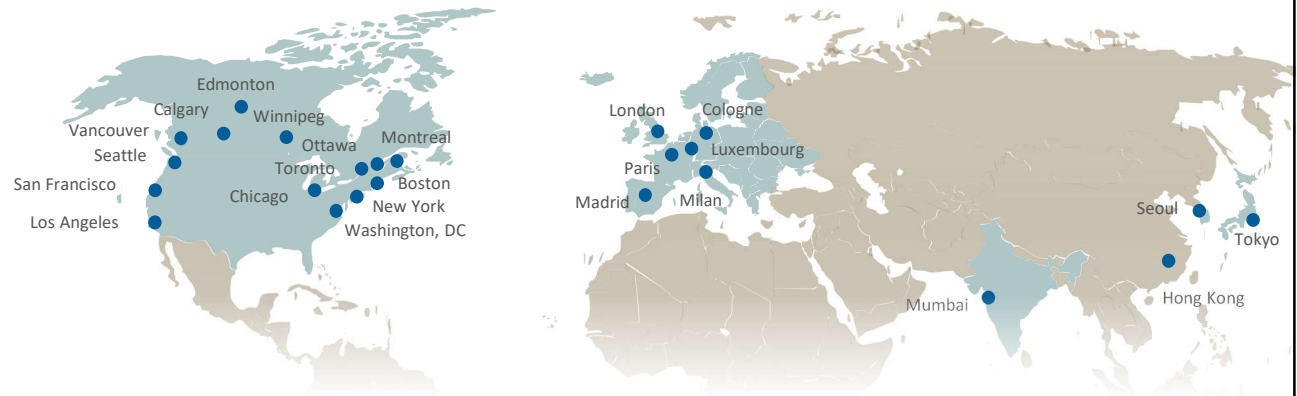 Edmonton
Calgary
Winnipeg
Vancouver
Ottawa
Montreal
Seattle
Toronto
San Francisco
Chicago
Boston
New York
Los Angeles
Washington, DC
London
Cologne
Luxembourg
Paris
Madrid
Milan
Seoul
Tokyo
Mumbai
Hong Kong